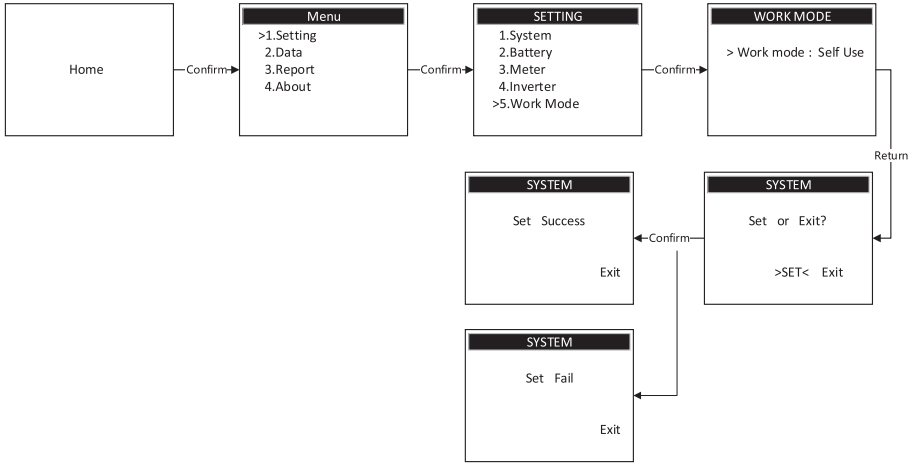 Home
Confirm
Menu
>1.Setting
2.Data
3.Report
4.About
Confirm
SETTING
1.System
2.Battery
3.Meter
4.Inverter
>5.Work Mode
Confirm
WORK MODE
> Work mode : Self Use
Return
SYSTEM
Set or Exit?
>SET< Exit
Confirm
SYSTEM
Set Success
Exit
SYSTEM
Set Fail
Exit